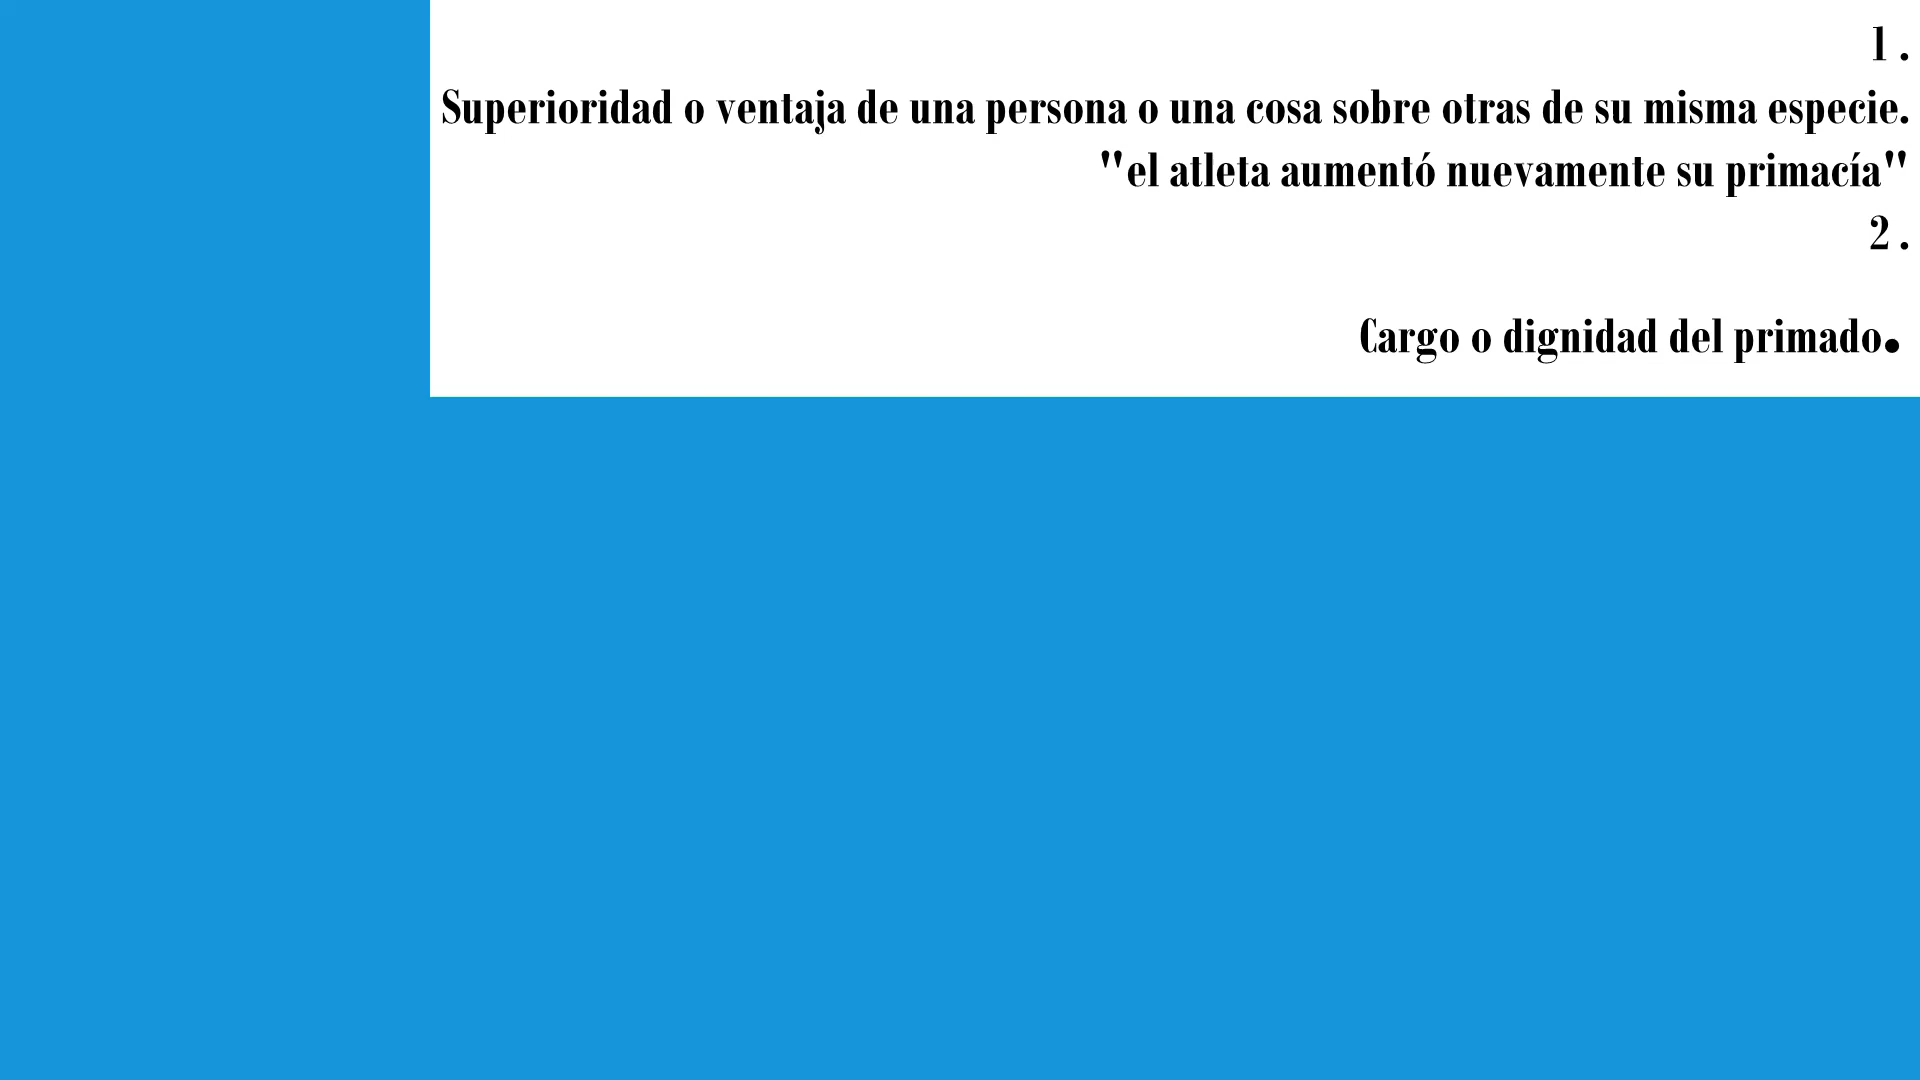 1 .
Superioridad o ventaja de una persona o una cosa sobre otras de su misma especie.
"el atleta aumentó nuevamente su primacía"
2 .
Cargo o dignidad del primado.